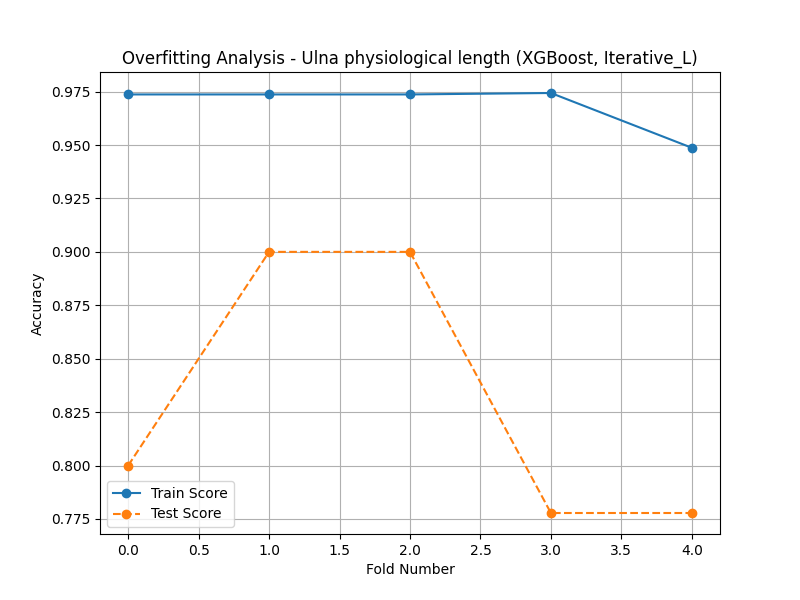 Overfitting Analysis - Ulna physiological length (XGBoost, Iterative_L)
0.975
0.950
0.925
0.900
0.875
0.850
0.825
0.800
0.775
Accuracy
Train Score
Test Score
0.0 0.5 1.0 1.5 2.0 2.5 3.0 3.5 4.0
Fold Number